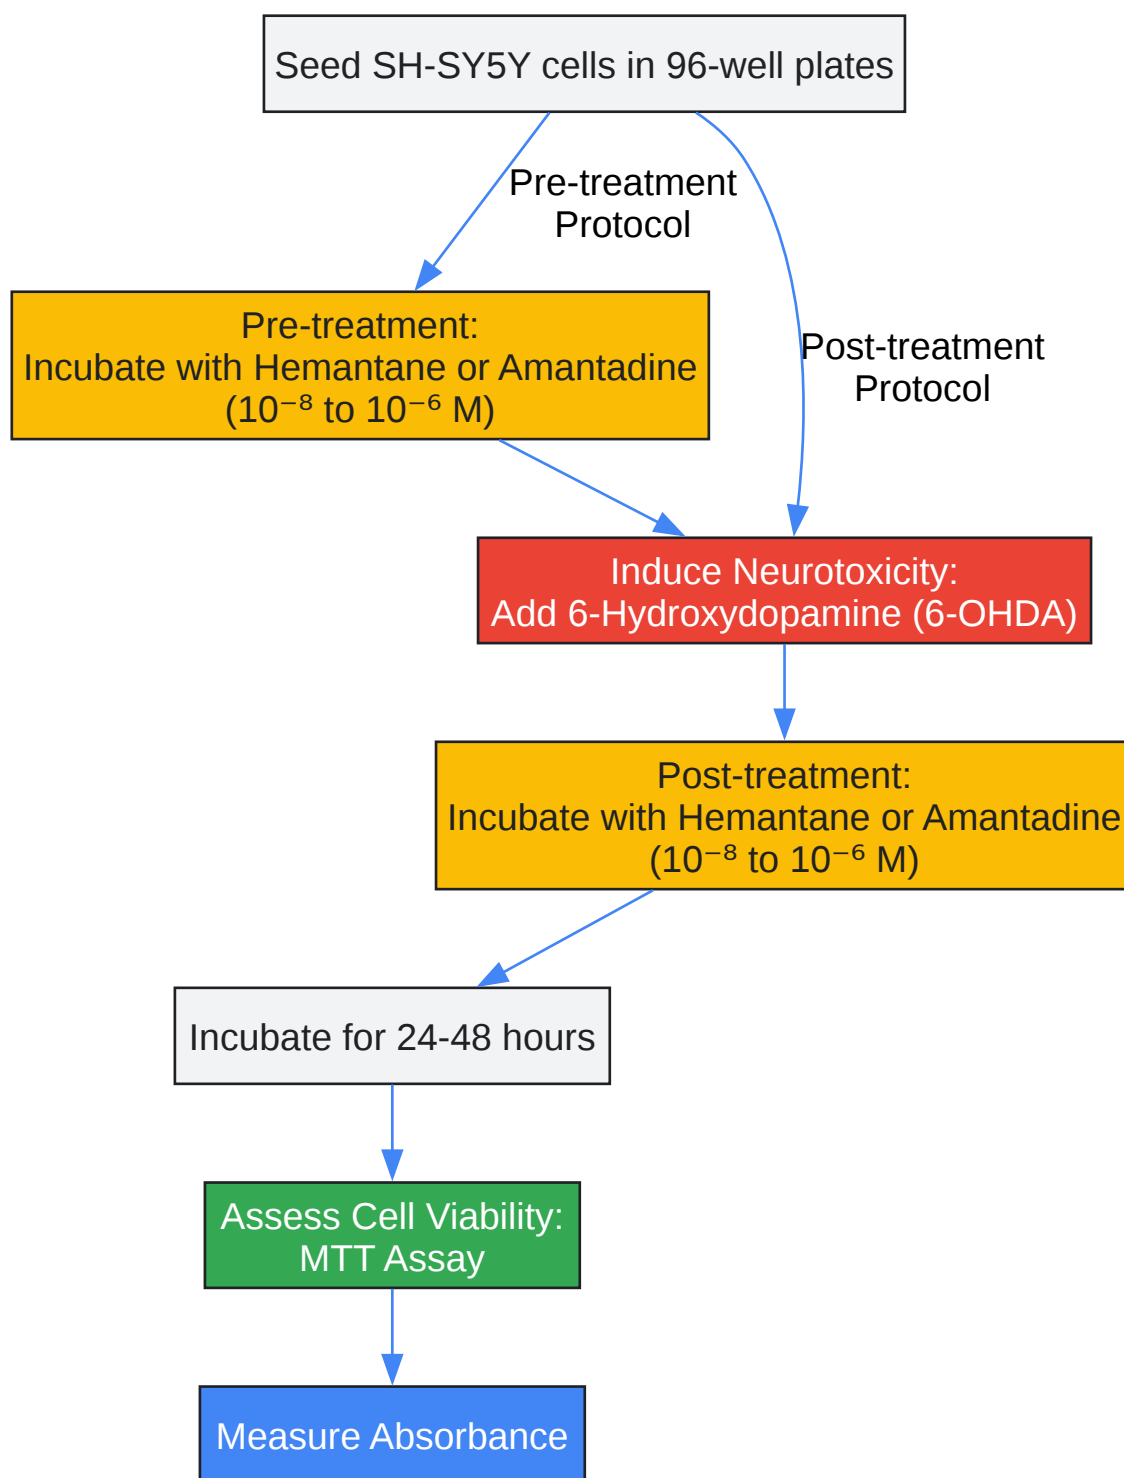 Seed SH-SY5Y cells in 96-well plates
Pre-treatment
Protocol
Pre-treatment:
Incubate with Hemantane or Amantadine
(10⁻⁸ to 10⁻⁶ M)
Post-treatment
Protocol
Induce Neurotoxicity:
Add 6-Hydroxydopamine (6-OHDA)
Post-treatment:
Incubate with Hemantane or Amantadine
(10⁻⁸ to 10⁻⁶ M)
Incubate for 24-48 hours
Assess Cell Viability:
MTT Assay
Measure Absorbance